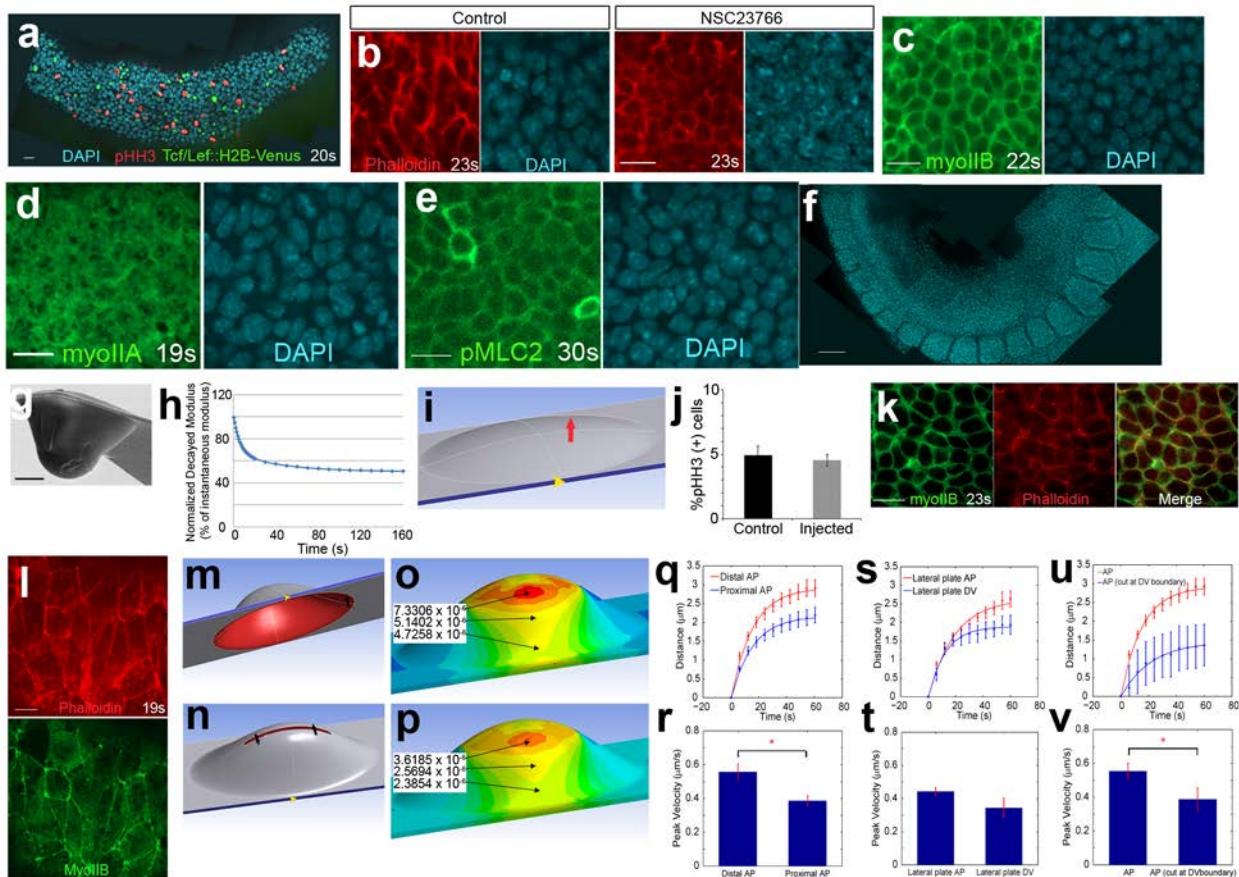 Control
NSC23766
a
DAPI pHH3 Tcf/Lef::H2B-Venus 20s
b
Phalloidin 23s
DAPI
23s
c
myoIIB 22s
DAPI
d
myoIIA 19s
DAPI
e
pMLC2 30s
DAPI
f
g
h
Normalized Decayed Modulus
(% of instantaneous modulus)
120
80
40
0
0 40 80 120 160
Time (s)
i
j
%pHH3 (+) cells
10
5
0
Control Injected
k
myoIIB 23s
Phalloidin
Merge
l
Phalloidin 19s
MyoIIB
m
n
o
7.3306 x 10
5.1402 x 10
4.7258 x 10
p
3.6185 x 10
2.5694 x 10
2.3854 x 10
q
Distal AP
Proximal AP
Distance (μm)
3.5
3
2.5
2
1.5
1
0.5
0
−20 0 20 40 60
Time (s)
r
*
Peak Velocity (μm/s)
0.8
0.6
0.4
0.2
0
Distal AP Proximal AP
s
Lateral plate AP
Lateral plate DV
Distance (μm)
3.5
3
2.5
2
1.5
1
0.5
0
−20 0 20 40 60
Time (s)
t
Peak Velocity (μm/s)
0.8
0.6
0.4
0.2
0
Lateral plate AP Lateral plate DV
u
AP
AP (cut at DV boundary)
Distance (μm)
3.5
3
2.5
2
1.5
1
0.5
0
−20 0 20 40 60
Time (s)
v
*
Peak Velocity (μm/s)
0.8
0.6
0.4
0.2
0
AP AP (cut at DVboundary)